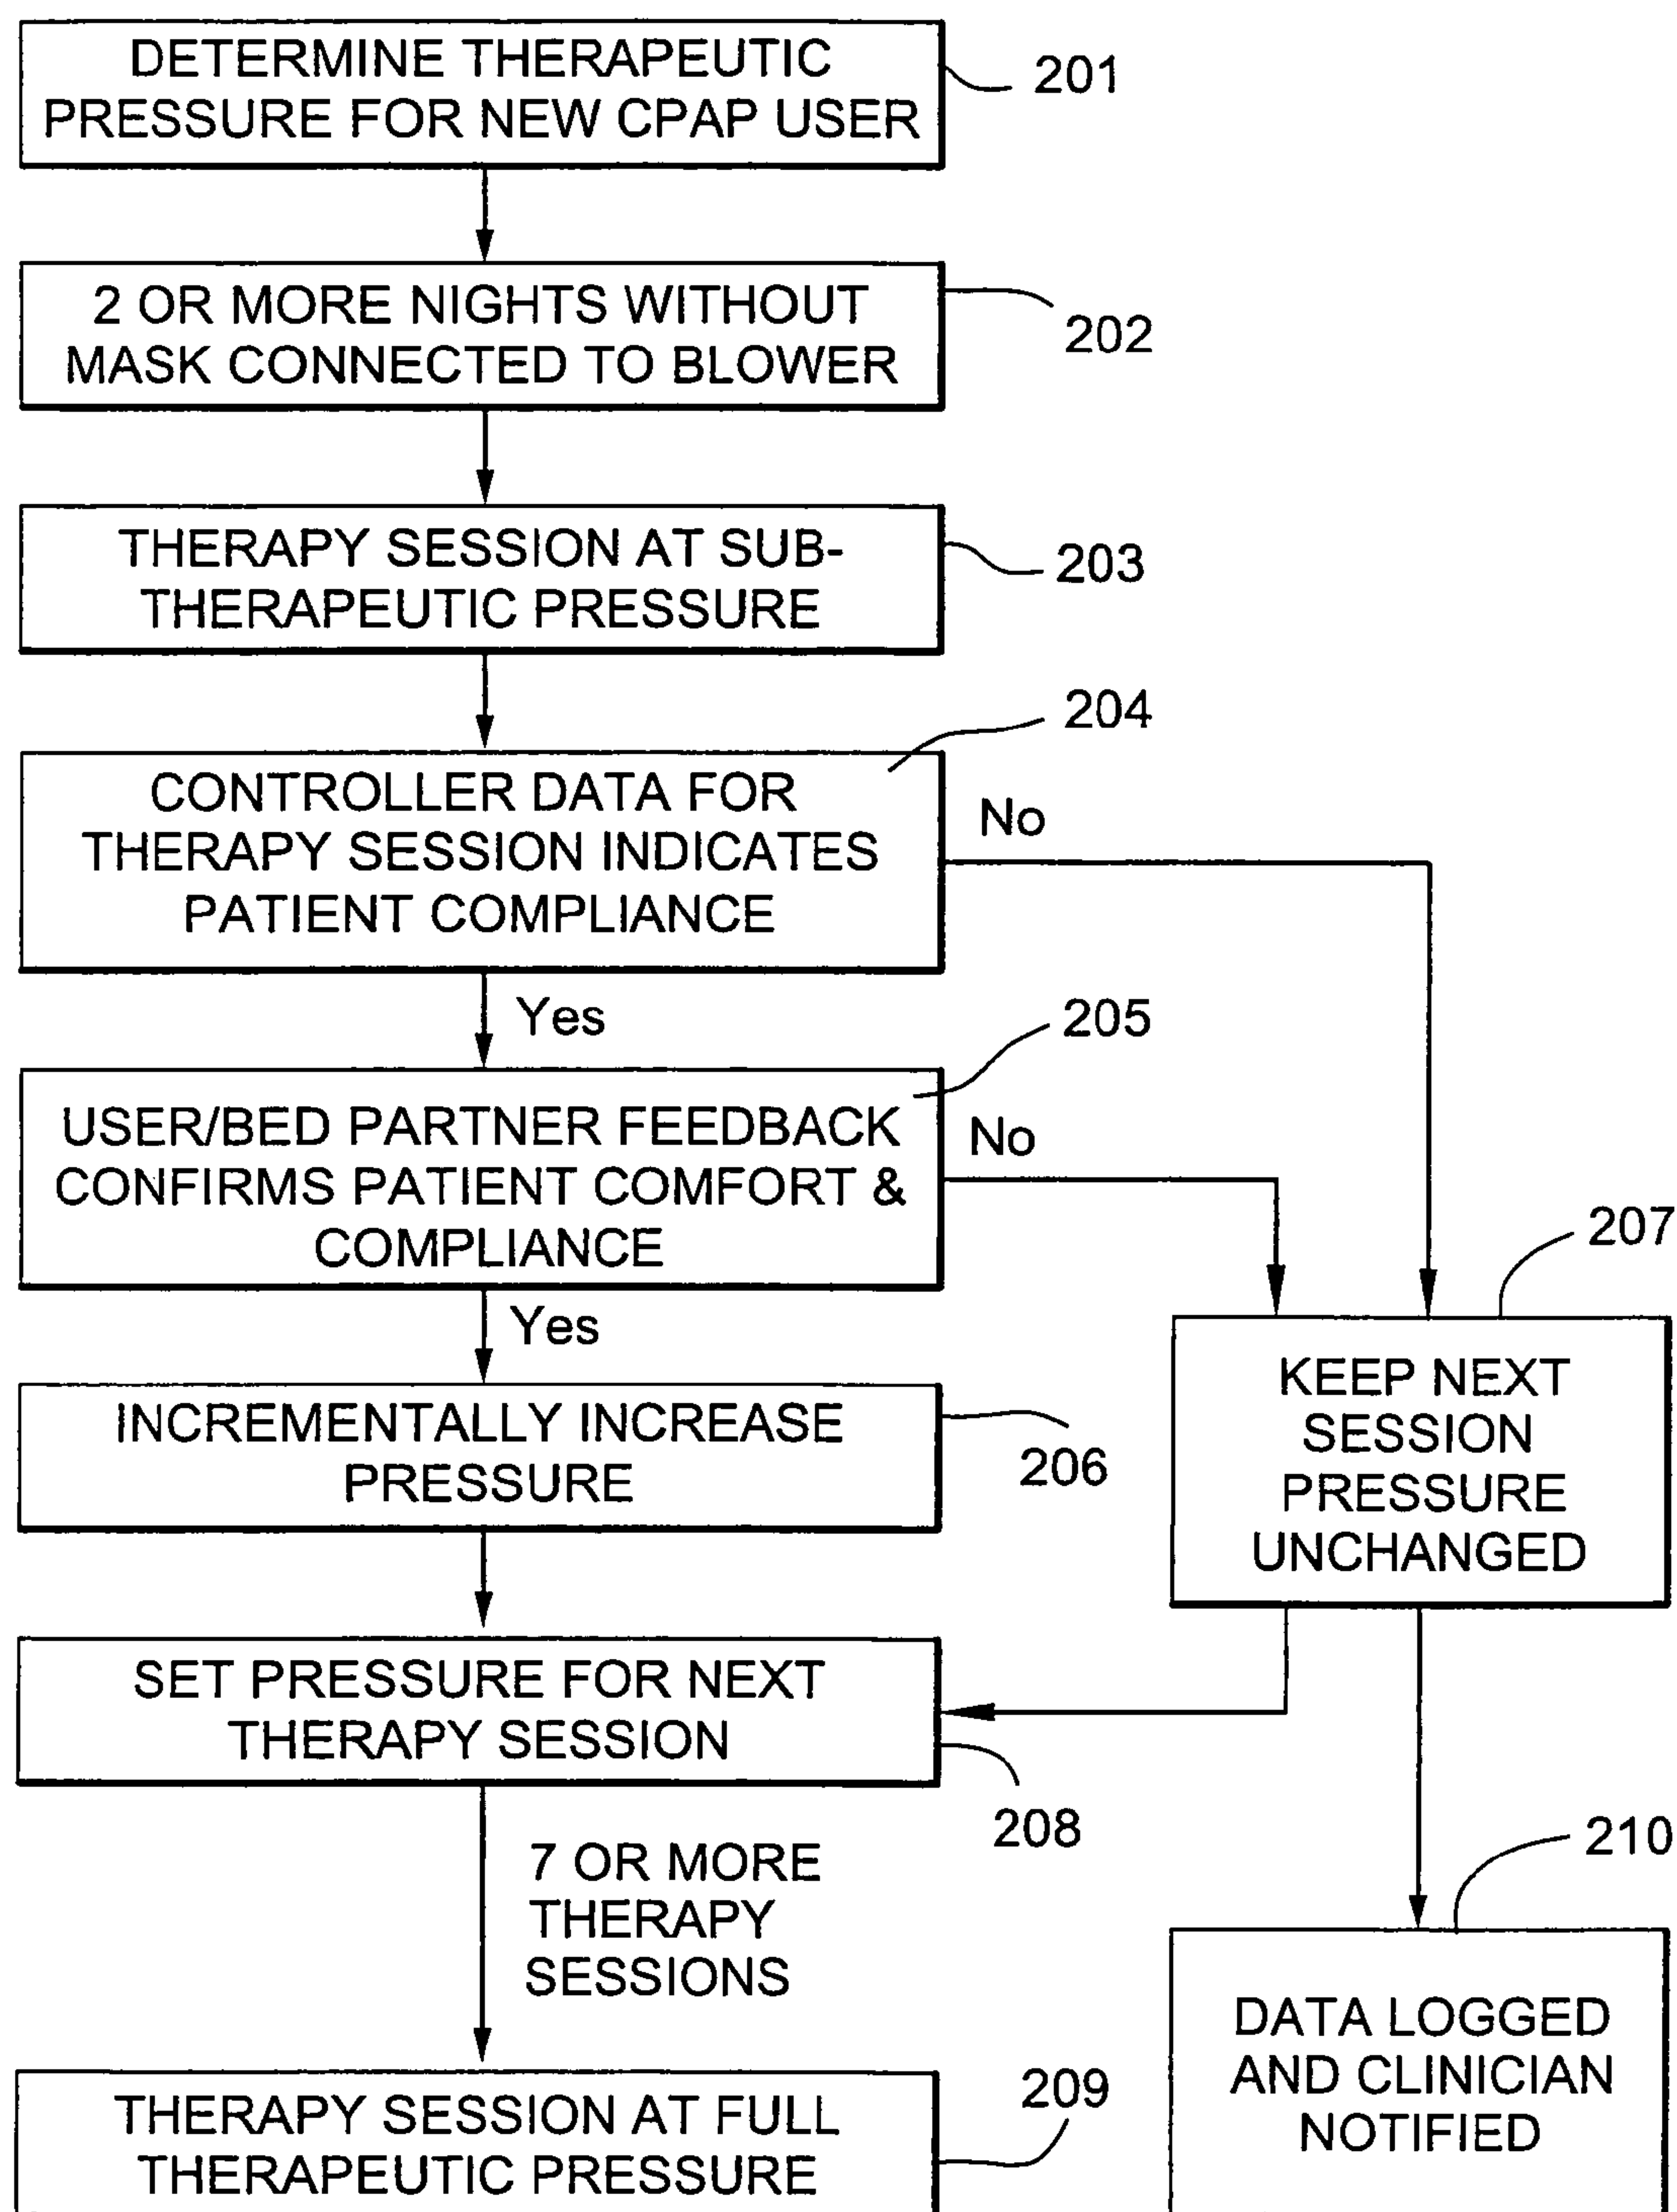 DETERMINE THERAPEUTIC
PRESSURE FOR NEW CPAP USER
201
2 OR MORE NIGHTS WITHOUT
MASK CONNECTED TO BLOWER
202
THERAPY SESSION AT SUB-
THERAPEUTIC PRESSURE
203
204
CONTROLLER DATA FOR
THERAPY SESSION INDICATES
PATIENT COMPLIANCE
No
Yes
205
USER/BED PARTNER FEEDBACK
CONFIRMS PATIENT COMFORT &
COMPLIANCE
No
Yes
207
KEEP NEXT
SESSION
PRESSURE
UNCHANGED
INCREMENTALLY INCREASE
PRESSURE
206
SET PRESSURE FOR NEXT
THERAPY SESSION
208
7 OR MORE
THERAPY
SESSIONS
210
DATA LOGGED
AND CLINICIAN
NOTIFIED
THERAPY SESSION AT FULL
THERAPEUTIC PRESSURE
209